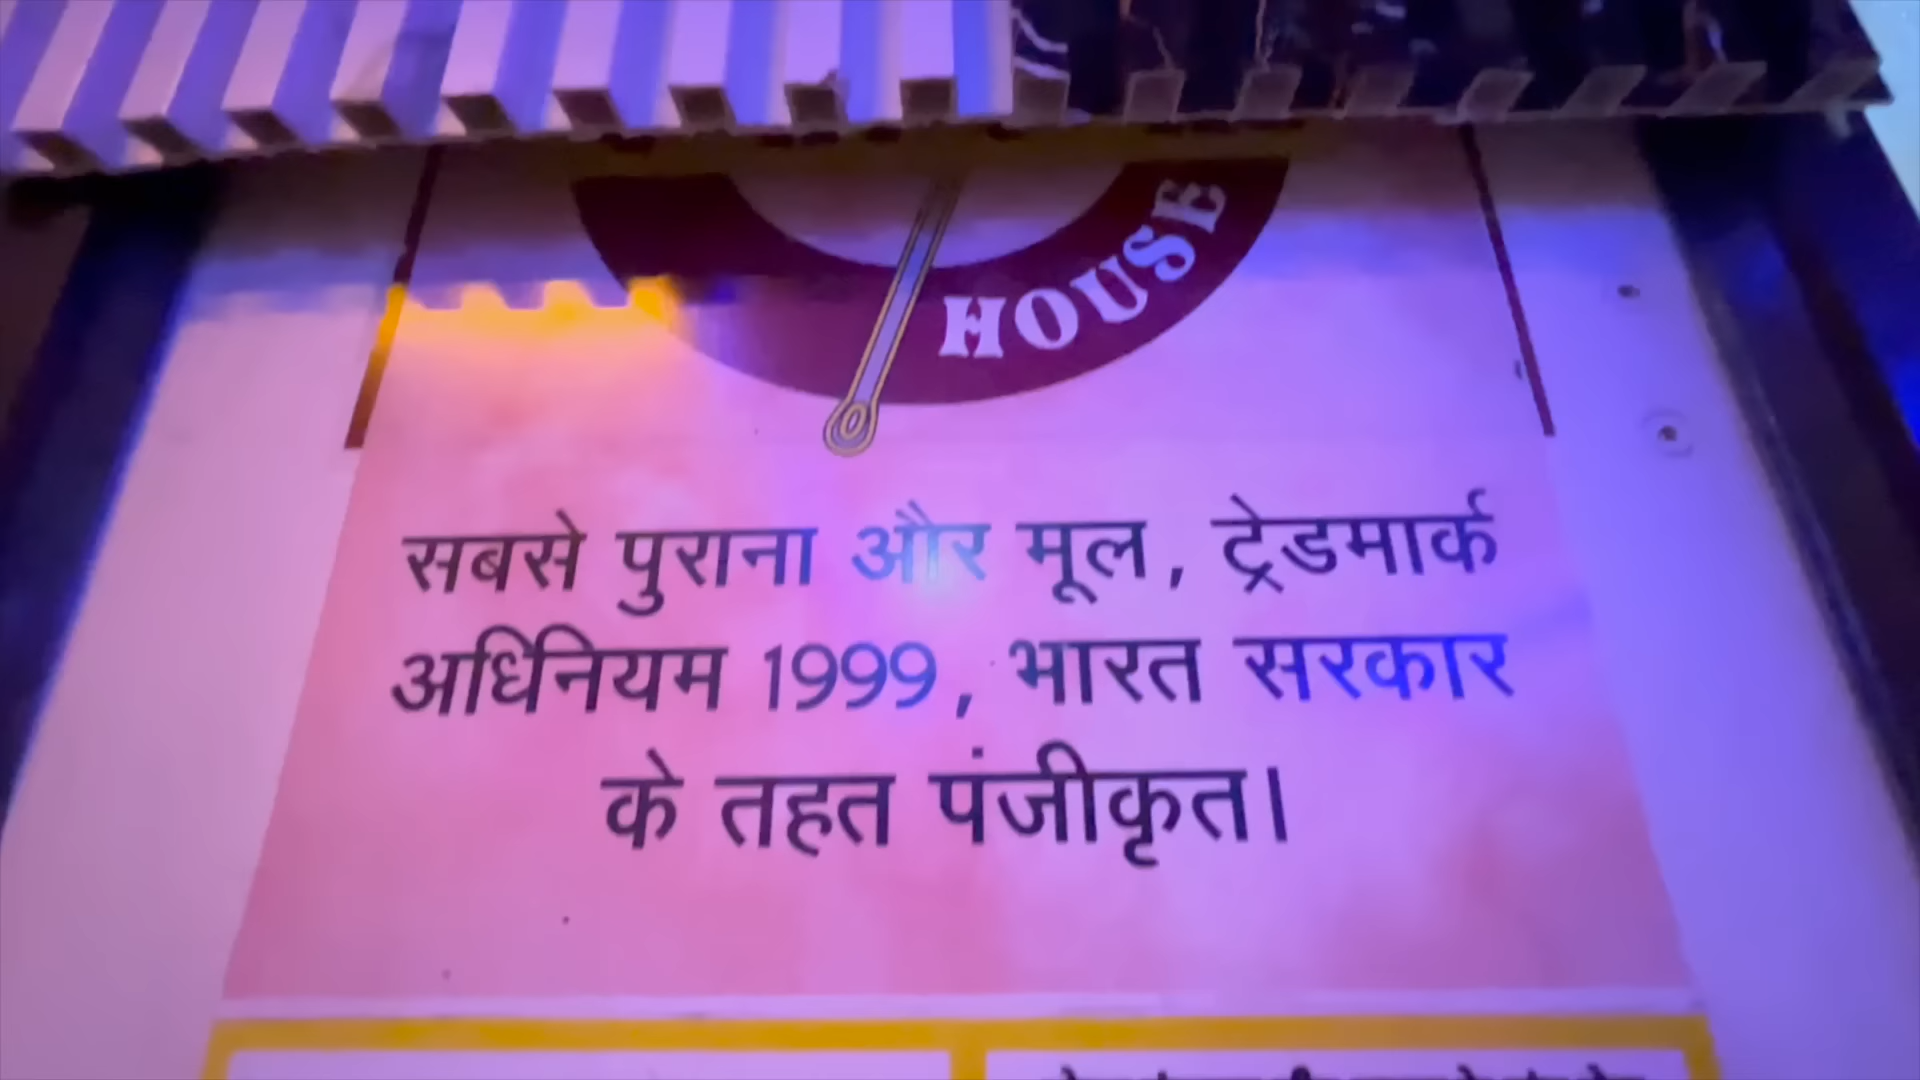 HOUSE
सबसे पुराना और मूल, ट्रेडमार्क
अधिनियम 1999, भारत सरकार
के तहत पंजीकृत।